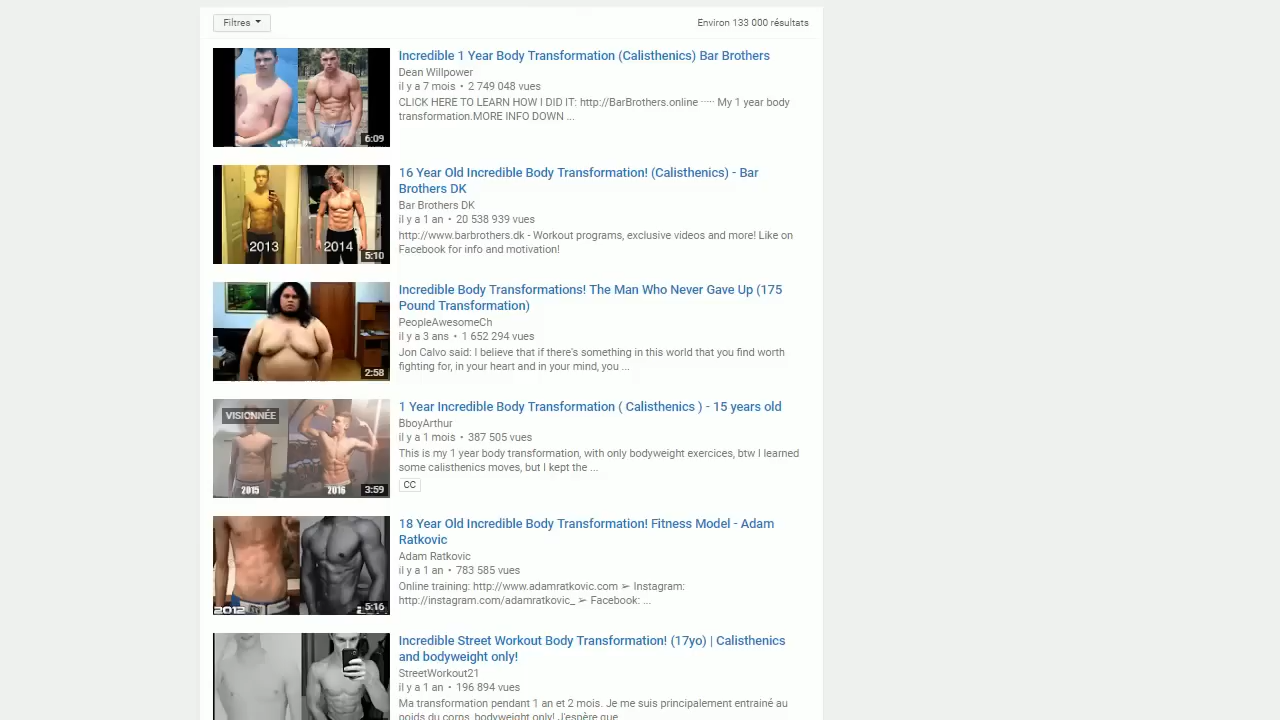 Filtres
Environ 133 000 résultats
Incredible 1 Year Body Transformation (Calisthenics) Bar Brothers
Dean Willpower
il y a 7 mois • 2 749 048 vues
CLICK HERE TO LEARN HOW I DID IT: http://BarBrothers.online ····· My 1 year body
transformation.MORE INFO DOWN ...
6:09
16 Year Old Incredible Body Transformation! (Calisthenics) - Bar
Brothers DK
Bar Brothers DK
il y a 1 an • 20 538 939 vues
http://www.barbrothers.dk - Workout programs, exclusive videos and more! Like on
Facebook for info and motivation!
2013
2014
5:10
Incredible Body Transformations! The Man Who Never Gave Up (175
Pound Transformation)
PeopleAwesomeCh
il y a 3 ans • 1 652 294 vues
Jon Calvo said: I believe that if there's something in this world that you find worth
fighting for, in your heart and in your mind, you ...
2:58
VISIONNÉE
1 Year Incredible Body Transformation ( Calisthenics ) - 15 years old
BboyArthur
il y a 1 mois • 387 505 vues
This is my 1 year body transformation, with only bodyweight exercices, btw I learned
some calisthenics moves, but I kept the ...
CC
2015
2016
3:59
18 Year Old Incredible Body Transformation! Fitness Model - Adam
Ratkovic
Adam Ratkovic
il y a 1 an • 783 585 vues
Online training: http://www.adamratkovic.com ➢ Instagram:
http://instagram.com/adamratkovic_ ➢ Facebook: ...
2012
5:16
Incredible Street Workout Body Transformation! (17yo) | Calisthenics
and bodyweight only!
StreetWorkout21
il y a 1 an • 196 894 vues
Ma transformation pendant 1 an et 2 mois. Je me suis principalement entrainé au
poids du corps, bodyweight only! J'espère que